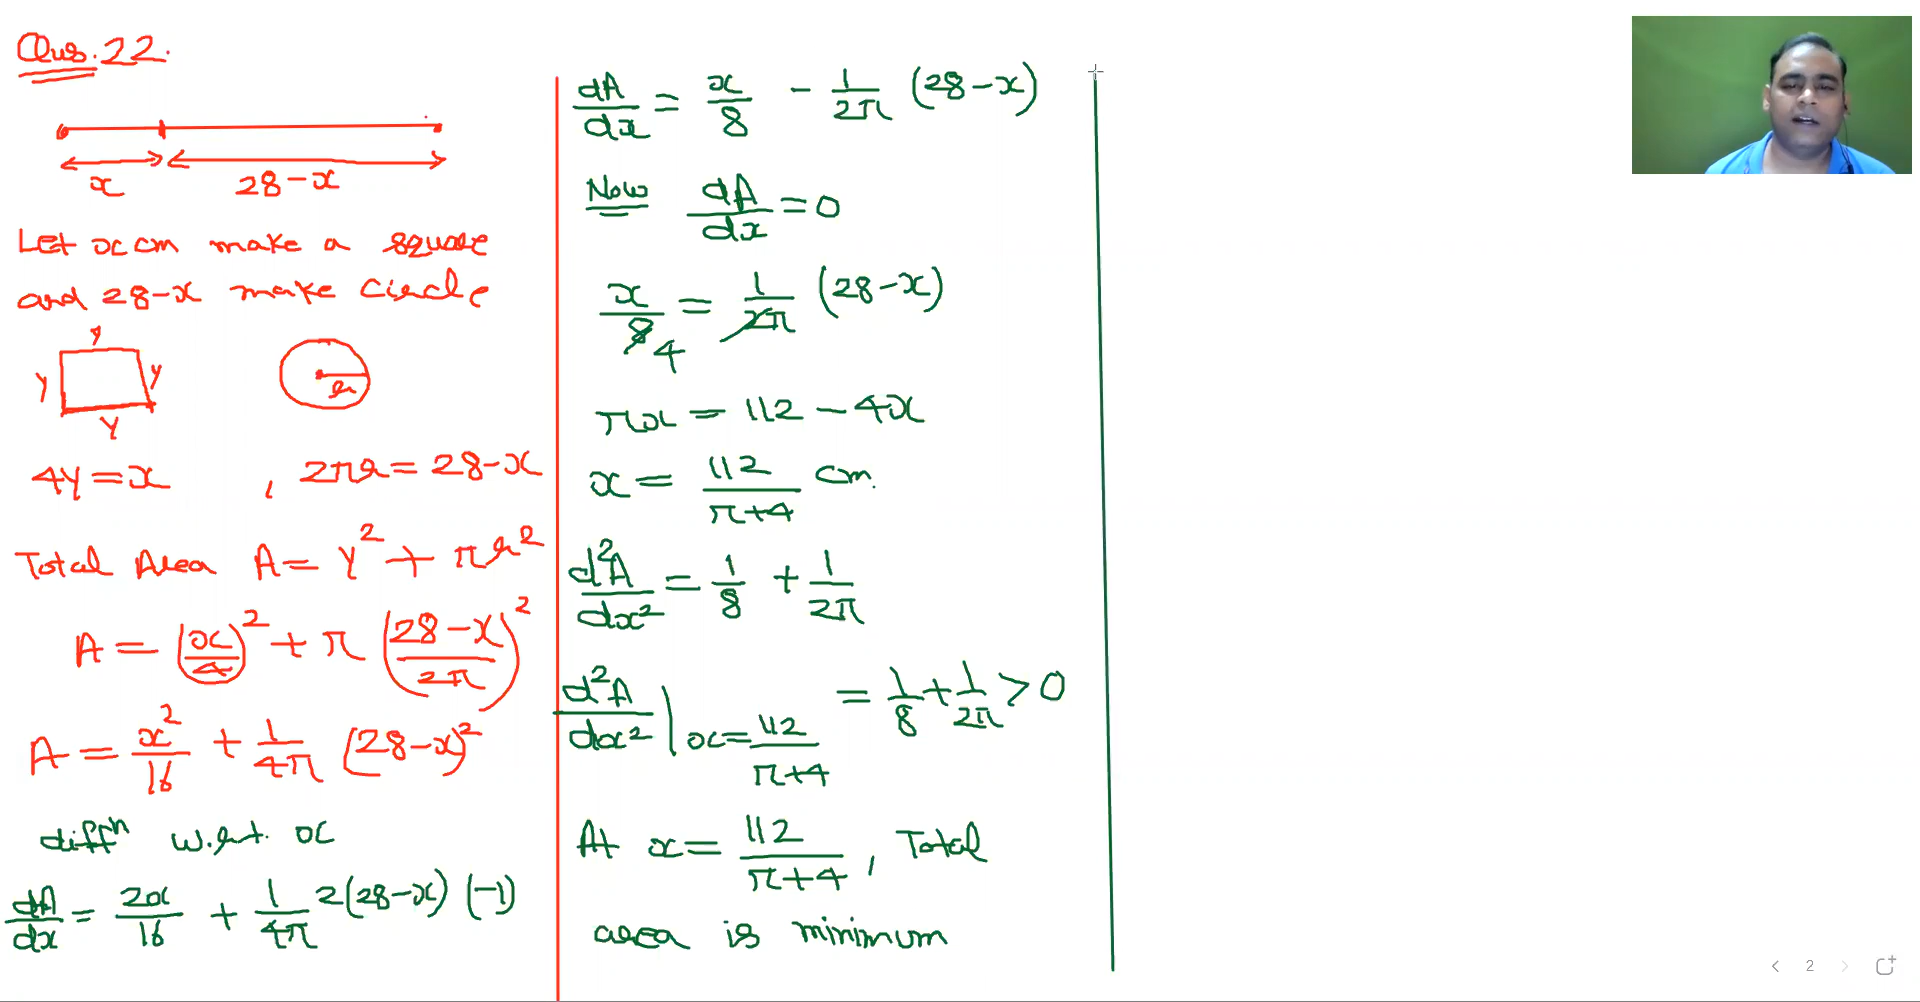 Ques. 22.
x
28-x
Let x cm make a square
and 28-x make circle
y
y y
y
r
4y = x , 2πr = 28-x
Total Area A = y² + πr²
A = (x/4)² + π ((28-x)/2π)²
A = x²/16 + 1/4π (28-x)²
diffⁿ w.r.t. x
dA/dx = 2x/16 + 1/4π 2(28-x) (-1)
dA/dx = x/8 - 1/2π (28-x)
Now dA/dx = 0
x/8 = 1/2π (28-x)
4
πx = 112 - 4x
x = 112/π+4 cm.
d²A/dx² = 1/8 + 1/2π
d²A/dx² | x = 112/π+4 = 1/8 + 1/2π > 0
At x = 112/π+4 , Total
area is minimum
2